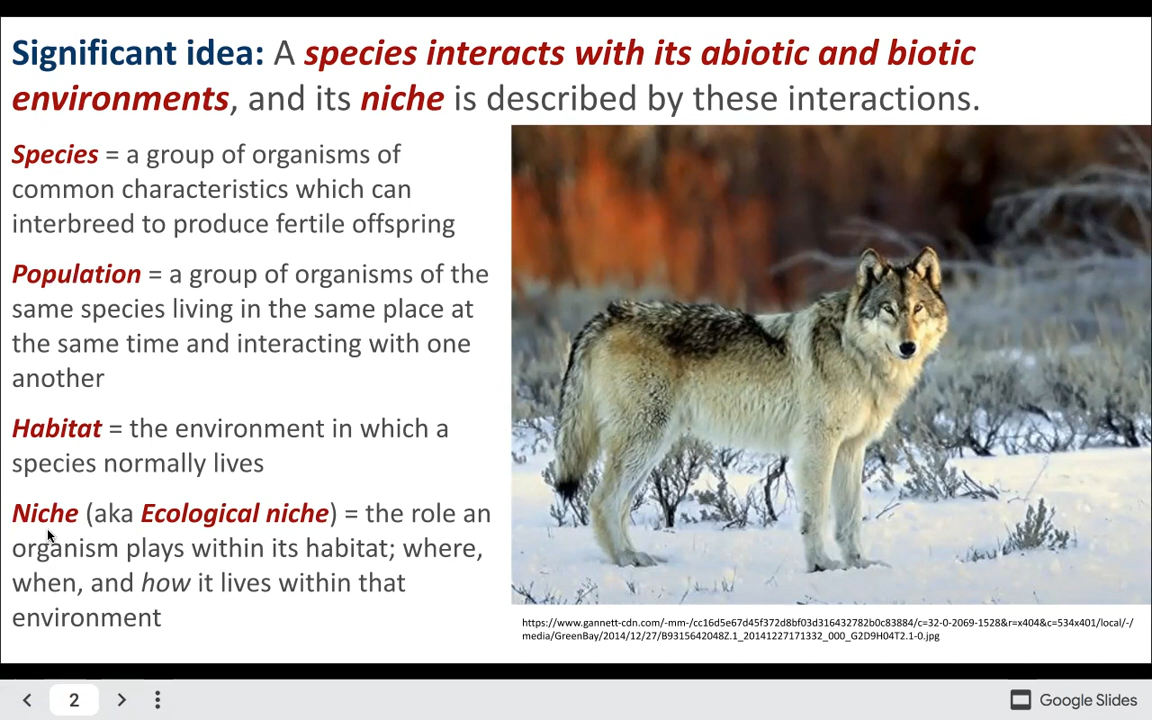 Significant idea: A species interacts with its abiotic and biotic
environments, and its niche is described by these interactions.
Species = a group of organisms of
common characteristics which can
interbreed to produce fertile offspring
Population = a group of organisms of the
same species living in the same place at
the same time and interacting with one
another
Habitat = the environment in which a
species normally lives
Niche (aka Ecological niche) = the role an
organism plays within its habitat; where,
when, and how it lives within that
environment
https://www.gannett-cdn.com/-mm-/cc16d5e67d45f372d8bf03d316432782b0c83884/c=32-0-2069-1528&r=x404&c=534x401/local/-/
media/GreenBay/2014/12/27/B9315642048Z.1_20141227171332_000_G2D9H04T2.1-0.jpg
2
Google Slides